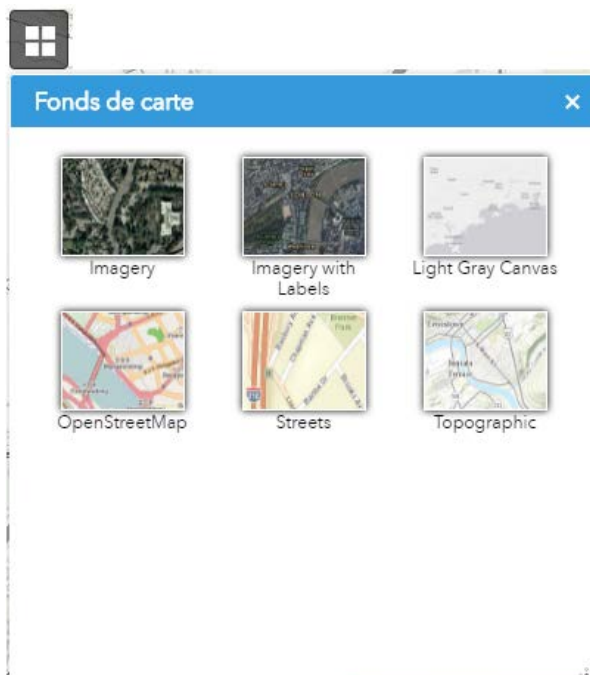 Fonds de carte
Imagery
Imagery with
Labels
Light Gray Canvas
OpenStreetMap
Streets
Topographic